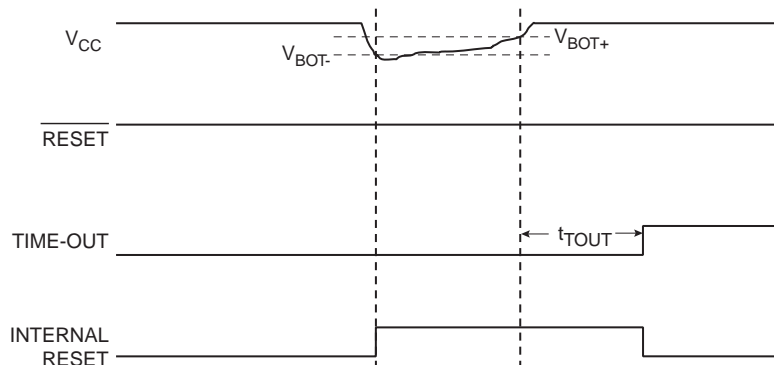 VCC
VBOT-
VBOT+
RESET
TIME-OUT
tTOUT
INTERNAL
RESET